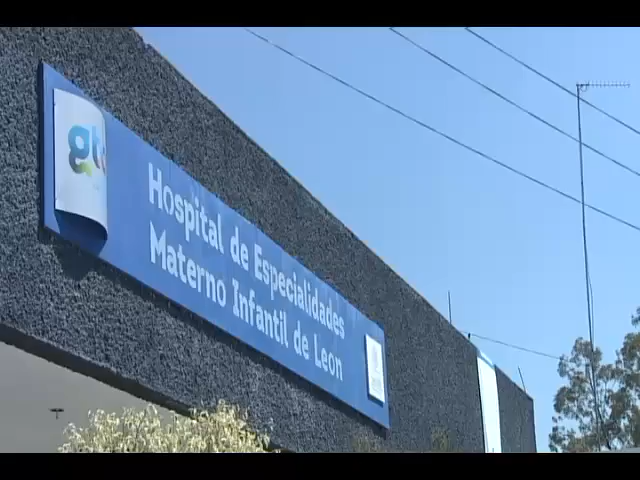 gto
Hospital de Especialidades
Materno Infantil de Leon